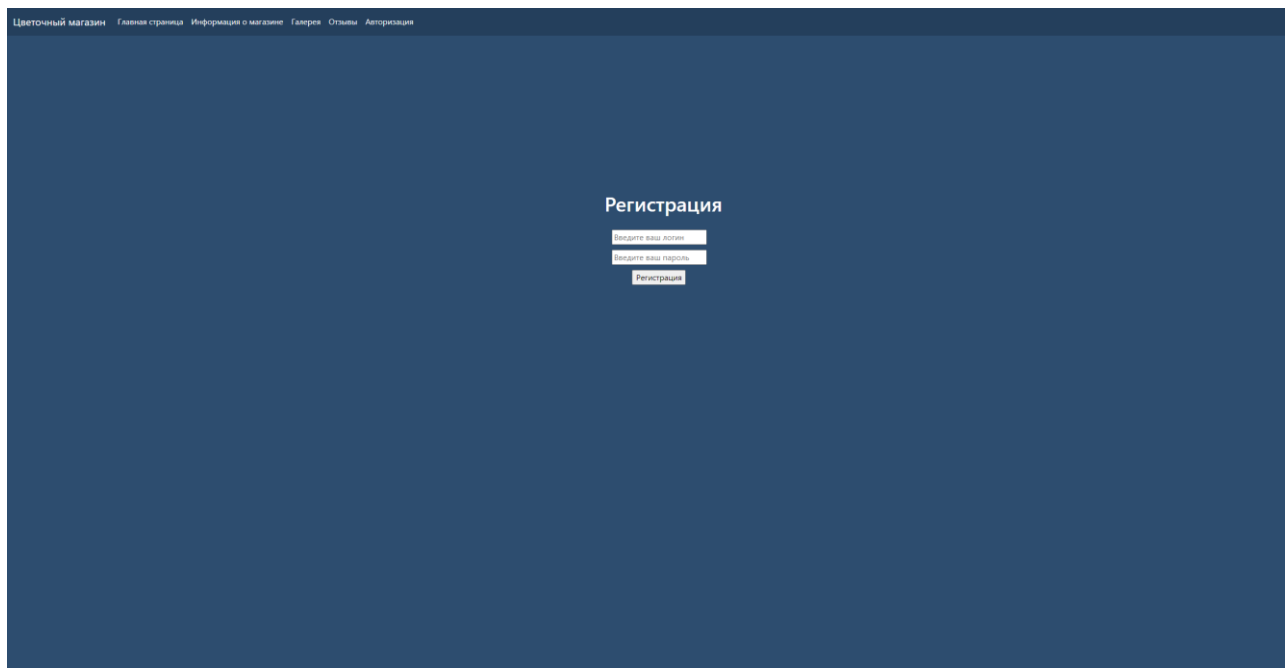 Цветочный магазин Главная страница Информация о магазине Галерея Отзывы Авторизация
Регистрация
Введите ваш логин
Введите ваш пароль
Регистрация